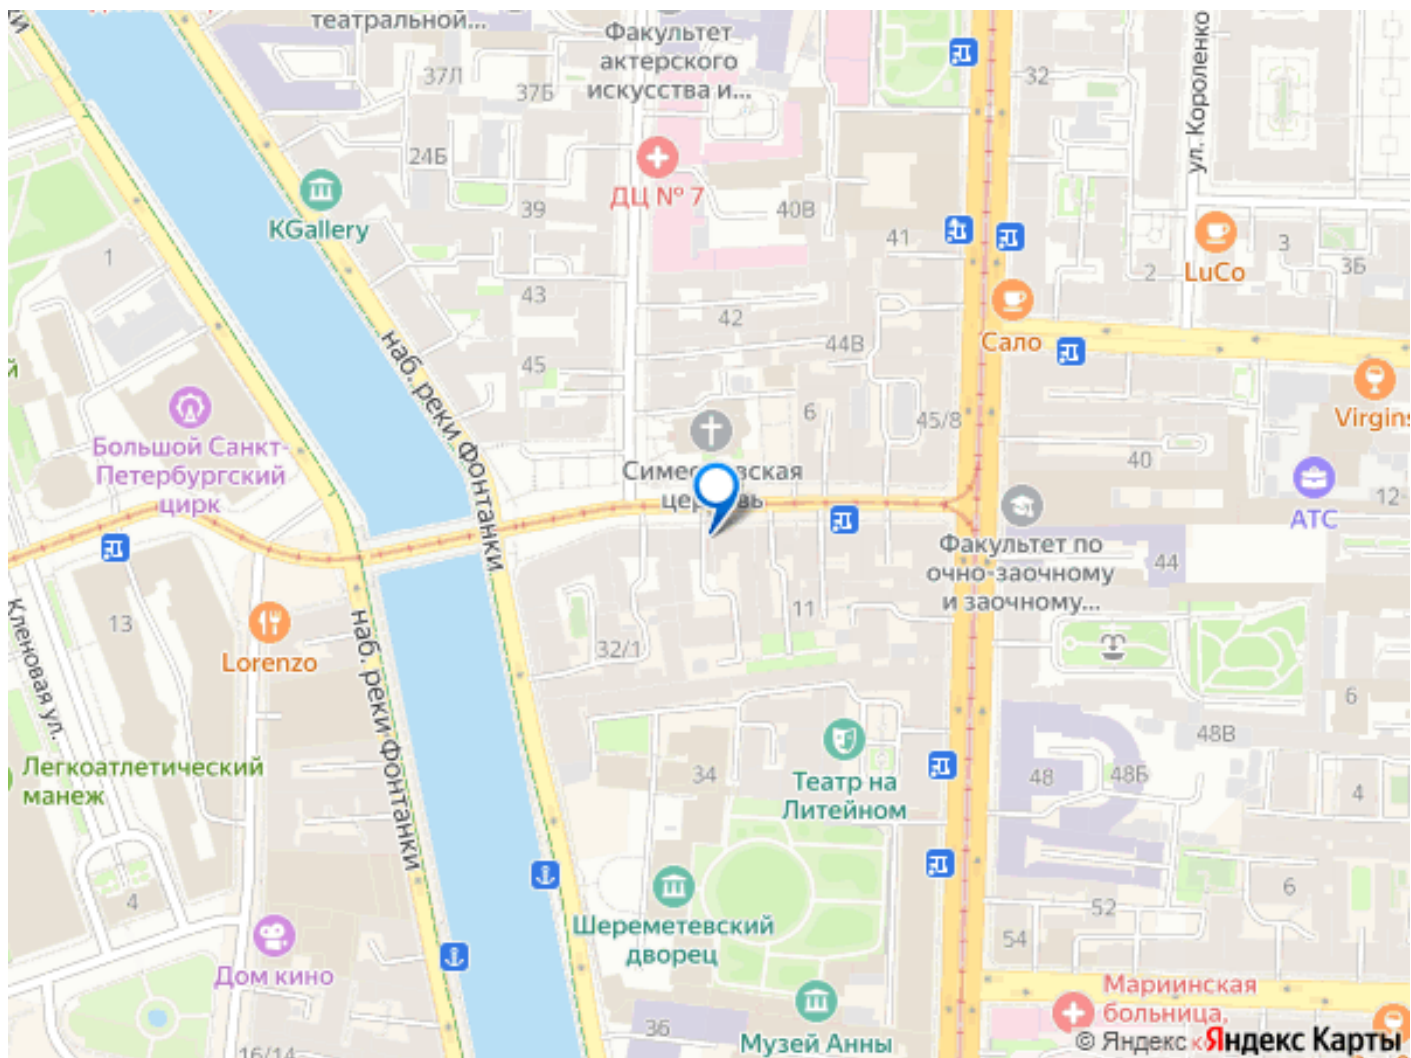 театральной...
Факультет
актерского
искусства и...
37Л
37Б
32
ул. Короленко
24Б
ДЦ № 7
39
40В
41
KGallery
1
2
3
3Б
LuCo
43
42
44В
Сало
наб. реки Фонтанки
45
6
45/8
Virgins
Большой Санкт-
Петербургский
цирк
40
12-
АТС
Факультет по
очно-заочному
и заочному...
44
11
13
Кленовая ул.
Lorenzo
32/1
наб. реки Фонтанки
6
48В
Легкоатлетический
манеж
34
Театр на
Литейном
48
48Б
4
4
6
52
54
Шереметевский
дворец
Дом кино
Мариинская
больница,
36
Музей Анны
16/14
© Яндекс
Яндекс Карты